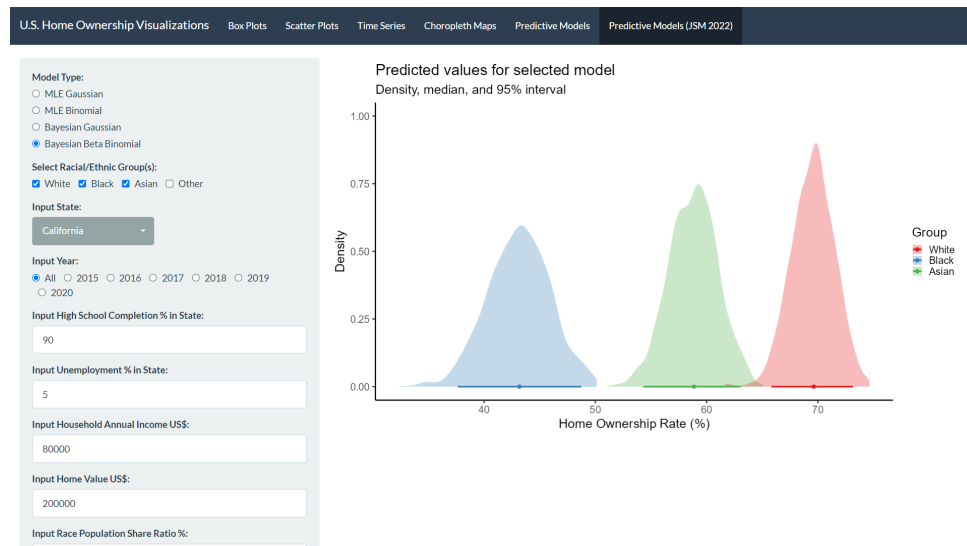 U.S. Home Ownership Visualizations Box Plots Scatter Plots Time Series Choropleth Maps Predictive Models Predictive Models (JSM 2022)
Model Type:
MLE Gaussian
MLE Binomial
Bayesian Gaussian
Bayesian Beta Binomial
Select Racial/Ethnic Group(s):
White Black Asian Other
Input State:
California
Input Year:
All 2015 2016 2017 2018 2019
2020
Input High School Completion % in State:
90
Input Unemployment % in State:
5
Input Household Annual Income US$:
80000
Input Home Value US$:
200000
Input Race Population Share Ratio %:
Predicted values for selected model
Density, median, and 95% interval
1.00
0.75
0.50
0.25
0.00
Density
40 50 60 70
Home Ownership Rate (%)
Group
White
Black
Asian